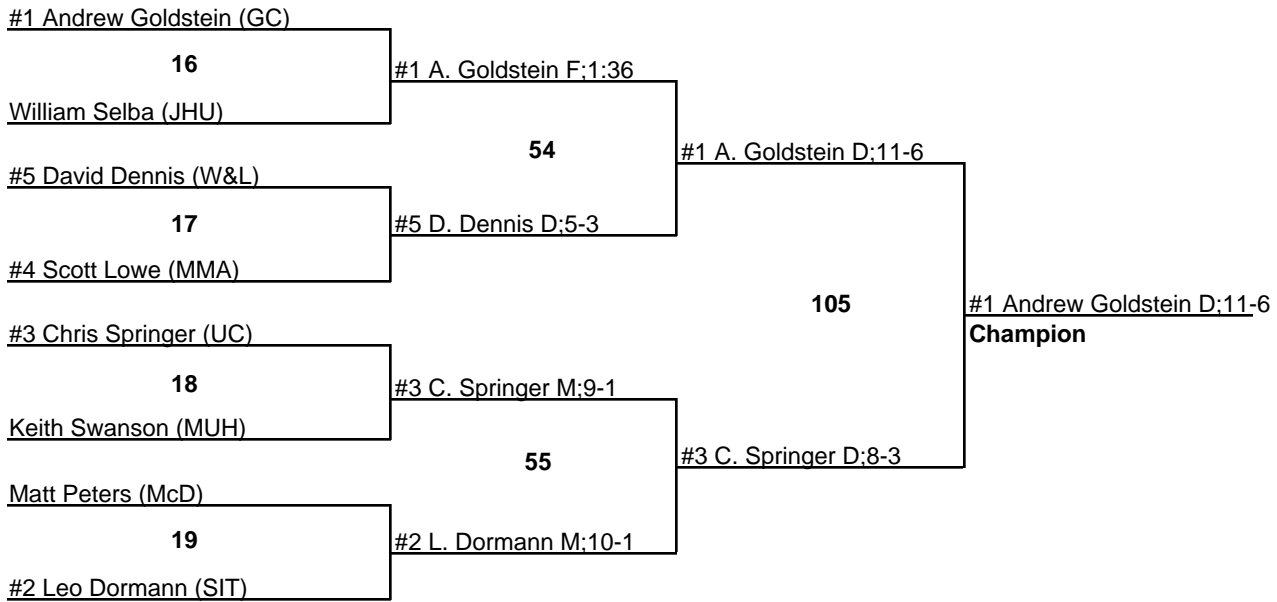 #1 Andrew Goldstein (GC)
16
#1 A. Goldstein F;1:36
William Selba (JHU)
54
#1 A. Goldstein D;11-6
#5 David Dennis (W&L)
17
#5 D. Dennis D;5-3
#4 Scott Lowe (MMA)
105
#1 Andrew Goldstein D;11-6
Champion
#3 Chris Springer (UC)
18
#3 C. Springer M;9-1
Keith Swanson (MUH)
55
#3 C. Springer D;8-3
Matt Peters (McD)
19
#2 L. Dormann M;10-1
#2 Leo Dormann (SIT)